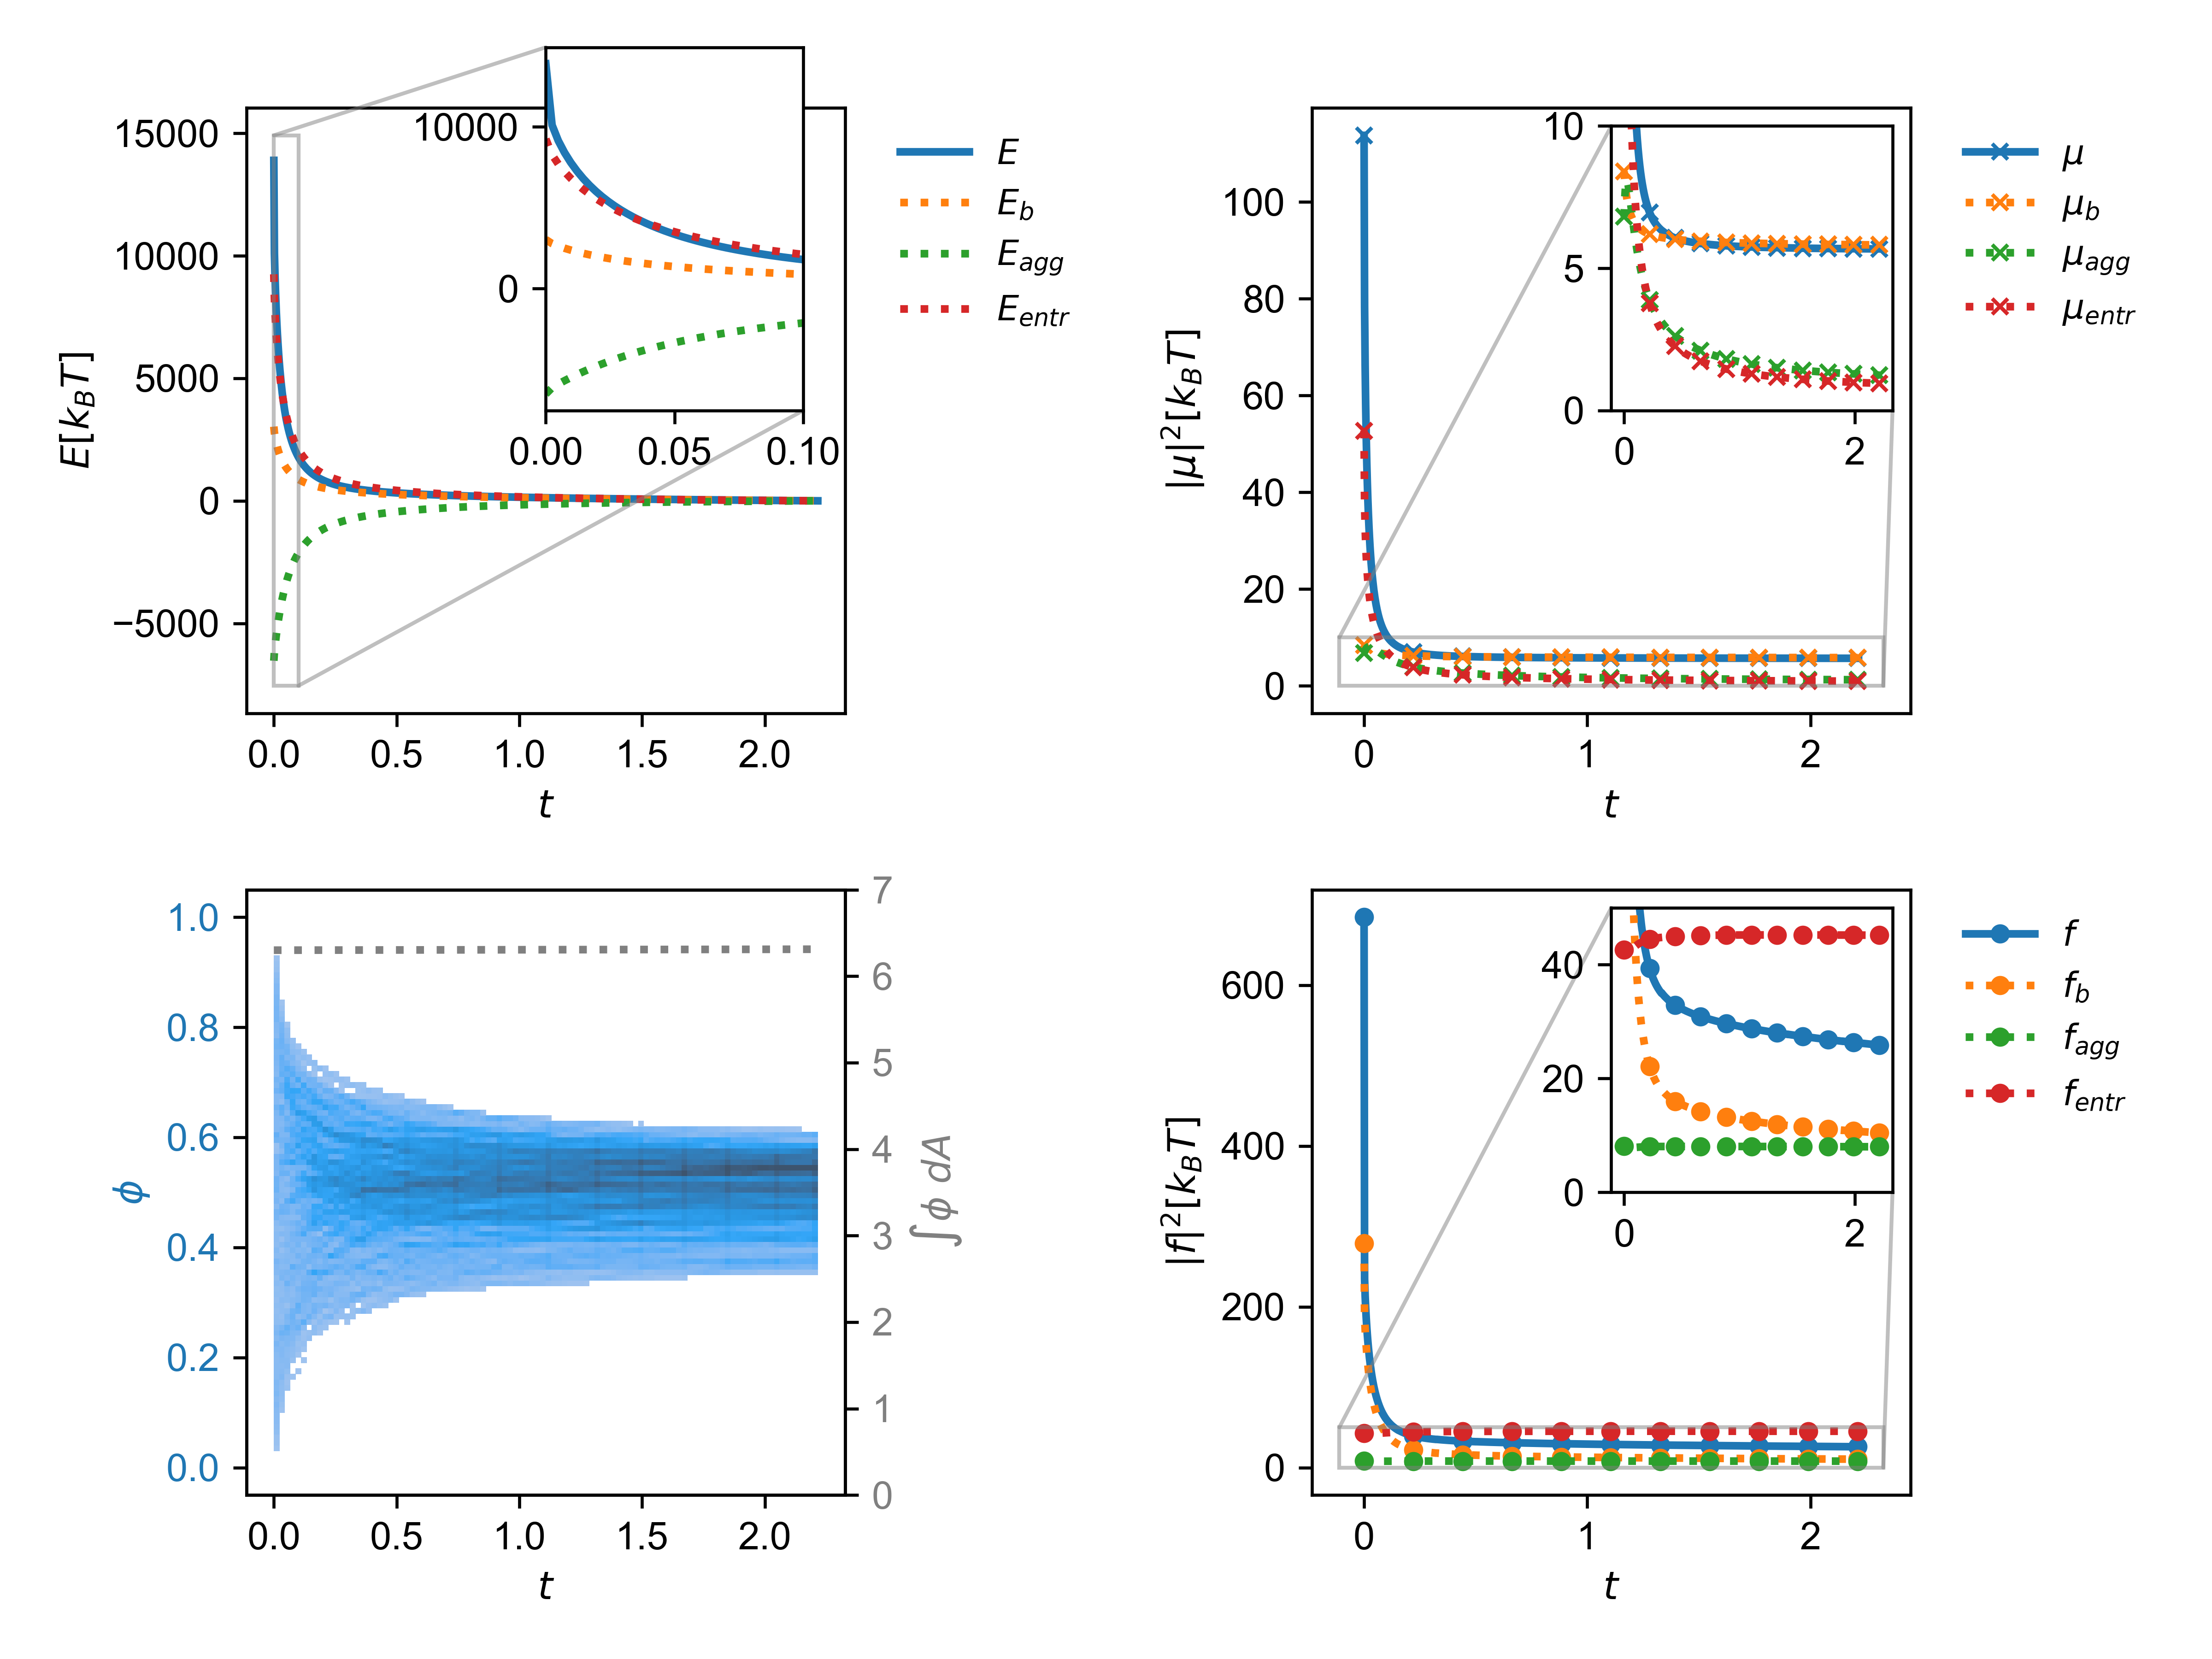 10000
0
0.00 0.05 0.10
15000
10000
5000
0
−5000
E[k_BT]
0.0 0.5 1.0 1.5 2.0
t
E
E_b
E_agg
E_entr
10
5
0
0 2
100
80
60
40
20
0
|μ|²[k_BT]
0 1 2
t
μ
μ_b
μ_agg
μ_entr
1.0
0.8
0.6
0.4
0.2
0.0
ϕ
7
6
5
4
3
2
1
0
∫ϕ dA
0.0 0.5 1.0 1.5 2.0
t
40
20
0
0 2
600
400
200
0
|f|²[k_BT]
0 1 2
t
f
f_b
f_agg
f_entr